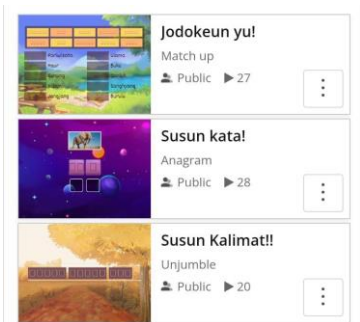 Jodokeun yu!
Match up
Public 27
Susun kata!
Anagram
Public 28
Susun Kalimat!!
Unjumble
Public 20